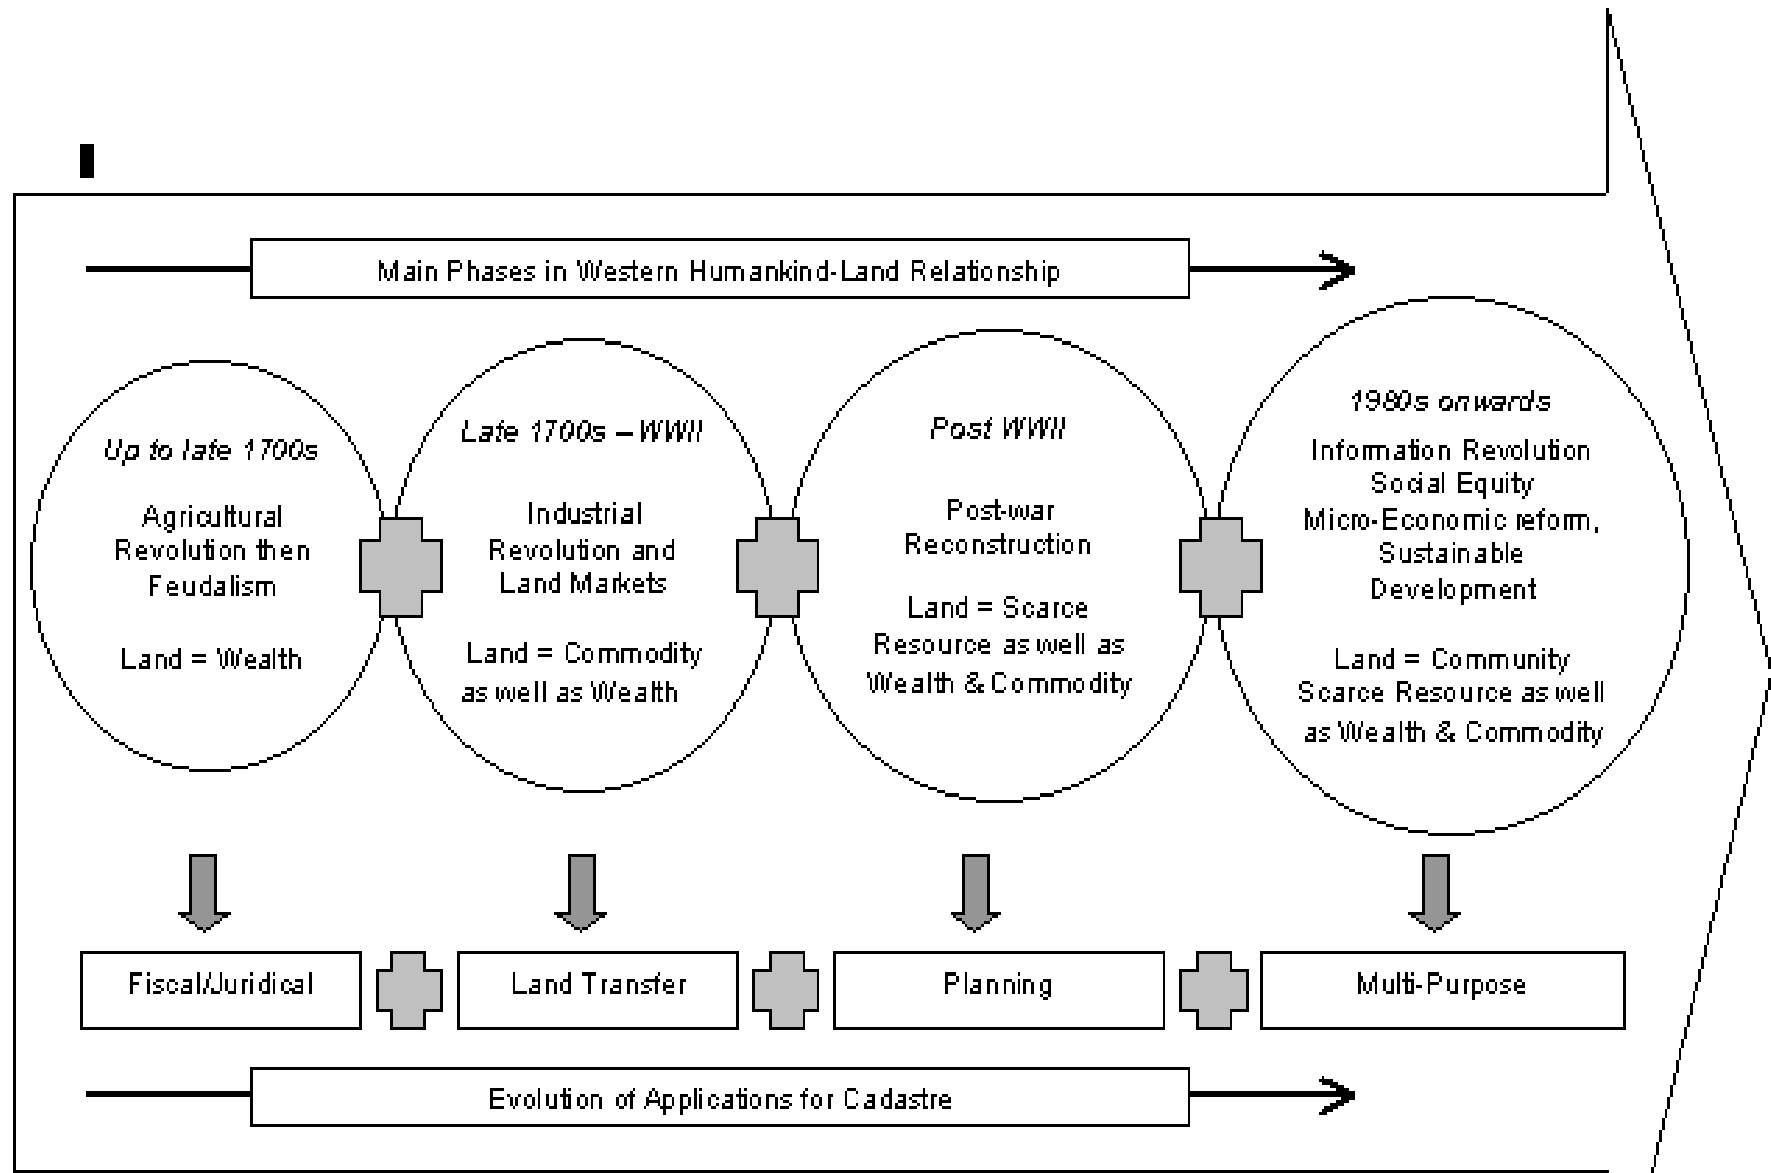 Main Phases in Western Humankind-Land Relationship
Up to late 1700s
Agricultural
Revolution then
Feudalism
Land = Wealth
Late 1700s – WWII
Industrial
Revolution and
Land Markets
Land = Commodity
as well as Wealth
Post WWII
Post-war
Reconstruction
Land = Scarce
Resource as well as
Wealth & Commodity
1980s onwards
Information Revolution
Social Equity
Micro-Economic reform,
Sustainable
Development
Land = Community
Scarce Resource as well
as Wealth & Commodity
Fiscal/Juridical
Land Transfer
Planning
Multi-Purpose
Evolution of Applications for Cadastre